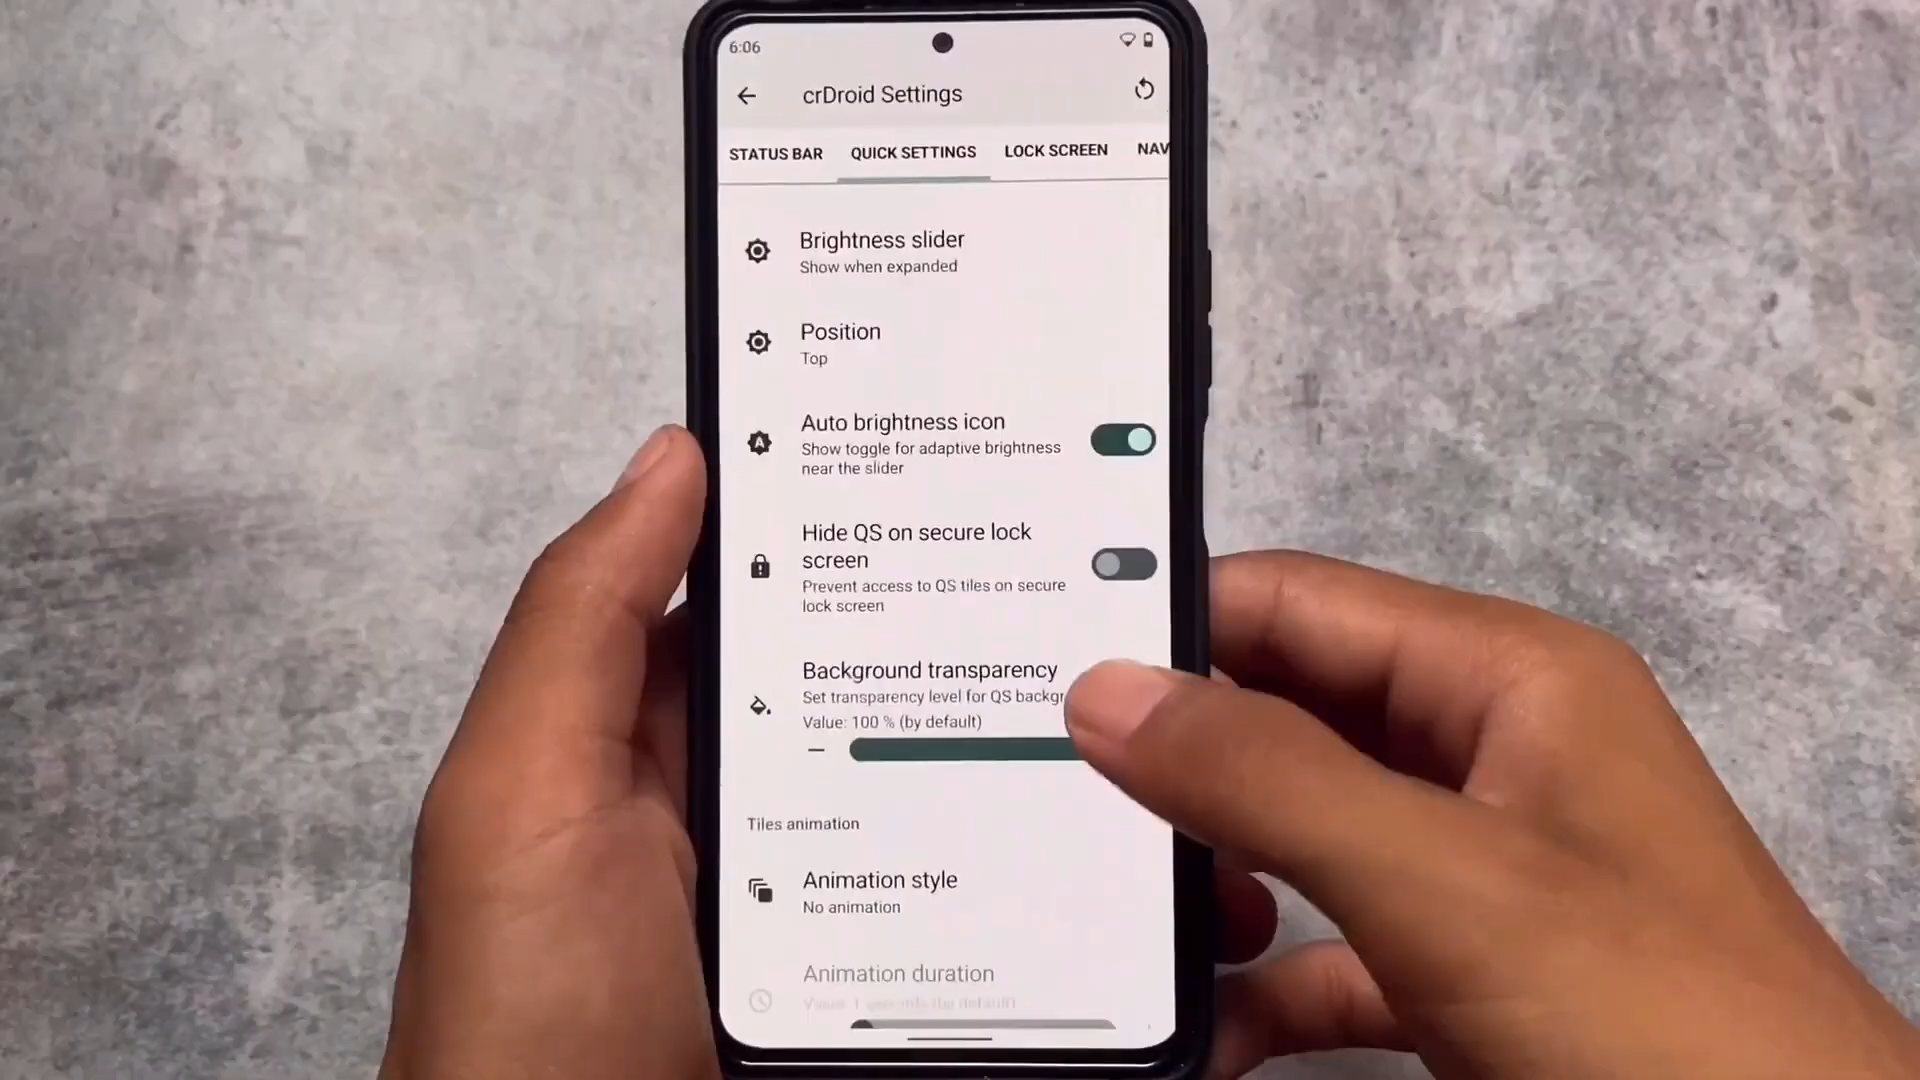 6:06
crDroid Settings
STATUS BAR QUICK SETTINGS LOCK SCREEN NAV
Brightness slider
Show when expanded
Position
Top
Auto brightness icon
Show toggle for adaptive brightness
near the slider
Hide QS on secure lock
screen
Prevent access to QS tiles on secure
lock screen
Background transparency
Set transparency level for QS backgr
Value: 100 % (by default)
Tiles animation
Animation style
No animation
Animation duration